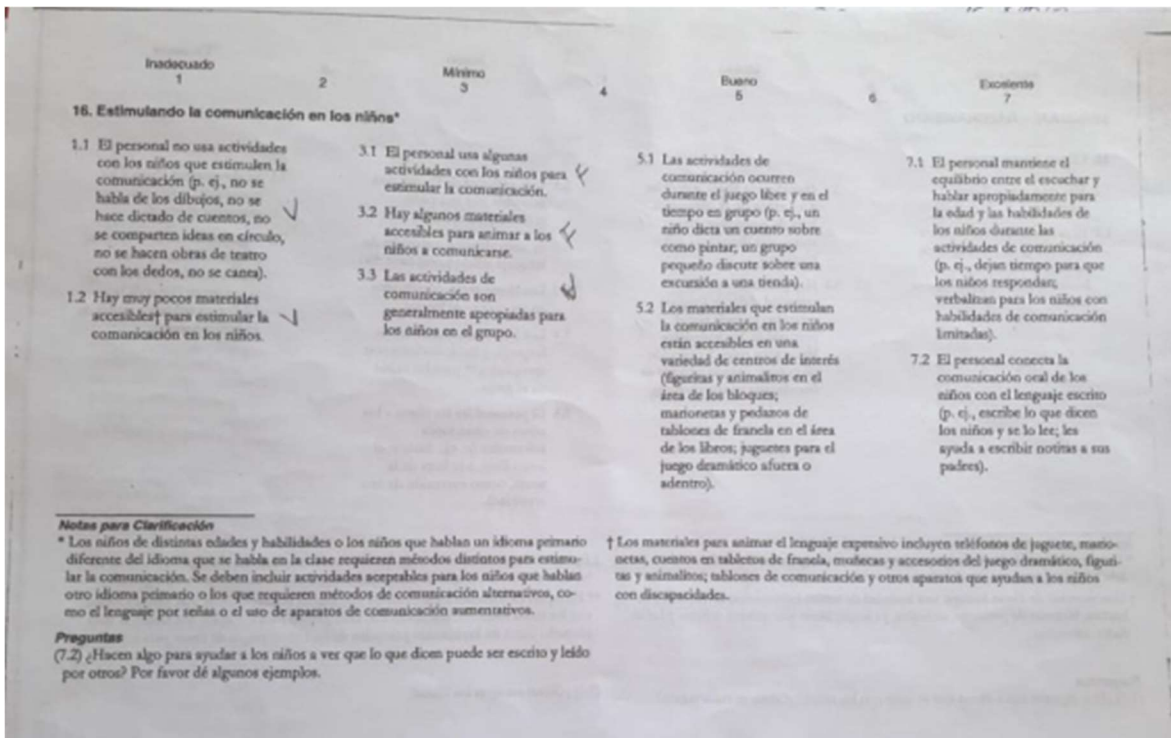 Inadecuado
1
2
Mínimo
3
4
Bueno
5
6
Excelente
7
16. Estimulando la comunicación en los niños*
1.1 El personal no usa actividades
con los niños que estimulen la
comunicación (p. ej., no se
habla de los dibujos, no se
hace dictado de cuentos, no
se comparten ideas en círculo,
no se hacen obras de teatro
con los dedos, no se canta).
1.2 Hay muy pocos materiales
accesibles† para estimular la
comunicación en los niños.
3.1 El personal usa algunas
actividades con los niños para
estimular la comunicación.
3.2 Hay algunos materiales
accesibles para animar a los
niños a comunicarse.
3.3 Las actividades de
comunicación son
generalmente apropiadas para
los niños en el grupo.
5.1 Las actividades de
comunicación ocurren
durante el juego libre y en el
tiempo en grupo (p. ej., un
niño dicta un cuento sobre
como pintar; un grupo
pequeño discute sobre una
excursión a una tienda).
5.2 Los materiales que estimulan
la comunicación en los niños
están accesibles en una
variedad de centros de interés
(figuritas y animalitos en el
área de los bloques;
marionetas y pedazos de
tablones de franela en el área
de los libros; juguetes para el
juego dramático afuera o
adentro).
7.1 El personal mantiene el
equilibrio entre el escuchar y
hablar apropiadamente para
la edad y las habilidades de
los niños durante las
actividades de comunicación
(p. ej., dejan tiempo para que
los niños respondan;
verbalizan para los niños con
habilidades de comunicación
limitadas).
7.2 El personal conecta la
comunicación oral de los
niños con el lenguaje escrito
(p. ej., escribe lo que dicen
los niños y se lo lee; les
ayuda a escribir notitas a sus
padres).
Notas para Clarificación
* Los niños de distintas edades y habilidades o los niños que hablan un idioma primario
diferente del idioma que se habla en la clase requieren métodos distintos para estimu-
lar la comunicación. Se deben incluir actividades aceptables para los niños que hablan
otro idioma primario o los que requieren métodos de comunicación alternativos, co-
mo el lenguaje por señas o el uso de aparatos de comunicación aumentativos.
† Los materiales para animar el lenguaje expresivo incluyen teléfonos de juguete, mario-
netas, cuentos en tableros de franela, muñecas y accesorios del juego dramático, figuri-
tas y animalitos; tablones de comunicación y otros aparatos que ayudan a los niños
con discapacidades.
Preguntas
(7.2) ¿Hacen algo para ayudar a los niños a ver que lo que dicen puede ser escrito y leído
por otros? Por favor dé algunos ejemplos.